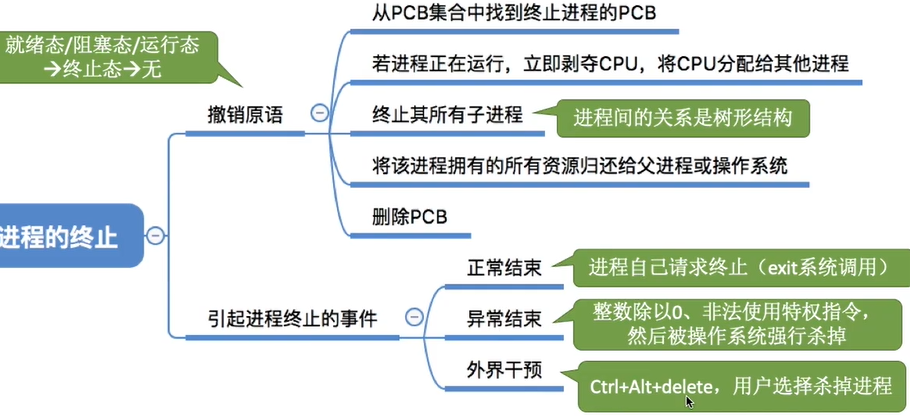 从PCB集合中找到终止进程的PCB
就绪态/阻塞态/运行态
→终止态→无
若进程正在运行，立即剥夺CPU，将CPU分配给其他进程
撤销原语
终止其所有子进程
进程间的关系是树形结构
将该进程拥有的所有资源归还给父进程或操作系统
删除PCB
进程的终止
正常结束
进程自己请求终止（exit系统调用）
引起进程终止的事件
异常结束
整数除以0、非法使用特权指令，
然后被操作系统强行杀掉
外界干预
Ctrl+Alt+delete，用户选择杀掉进程